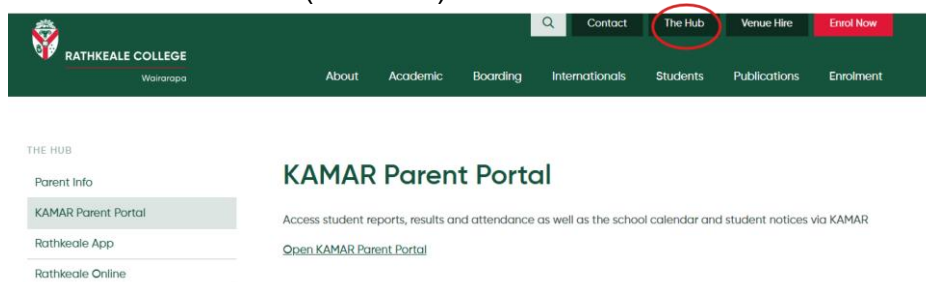 Contact The Hub Venue Hire Enrol Now
RATHKEALE COLLEGE
Wairarapa
About Academic Boarding Internationals Students Publications Enrolment
THE HUB
Parent Info
KAMAR Parent Portal
Rathkeale App
Rathkeale Online
KAMAR Parent Portal
Access student reports, results and attendance as well as the school calendar and student notices via KAMAR
Open KAMAR Parent Portal